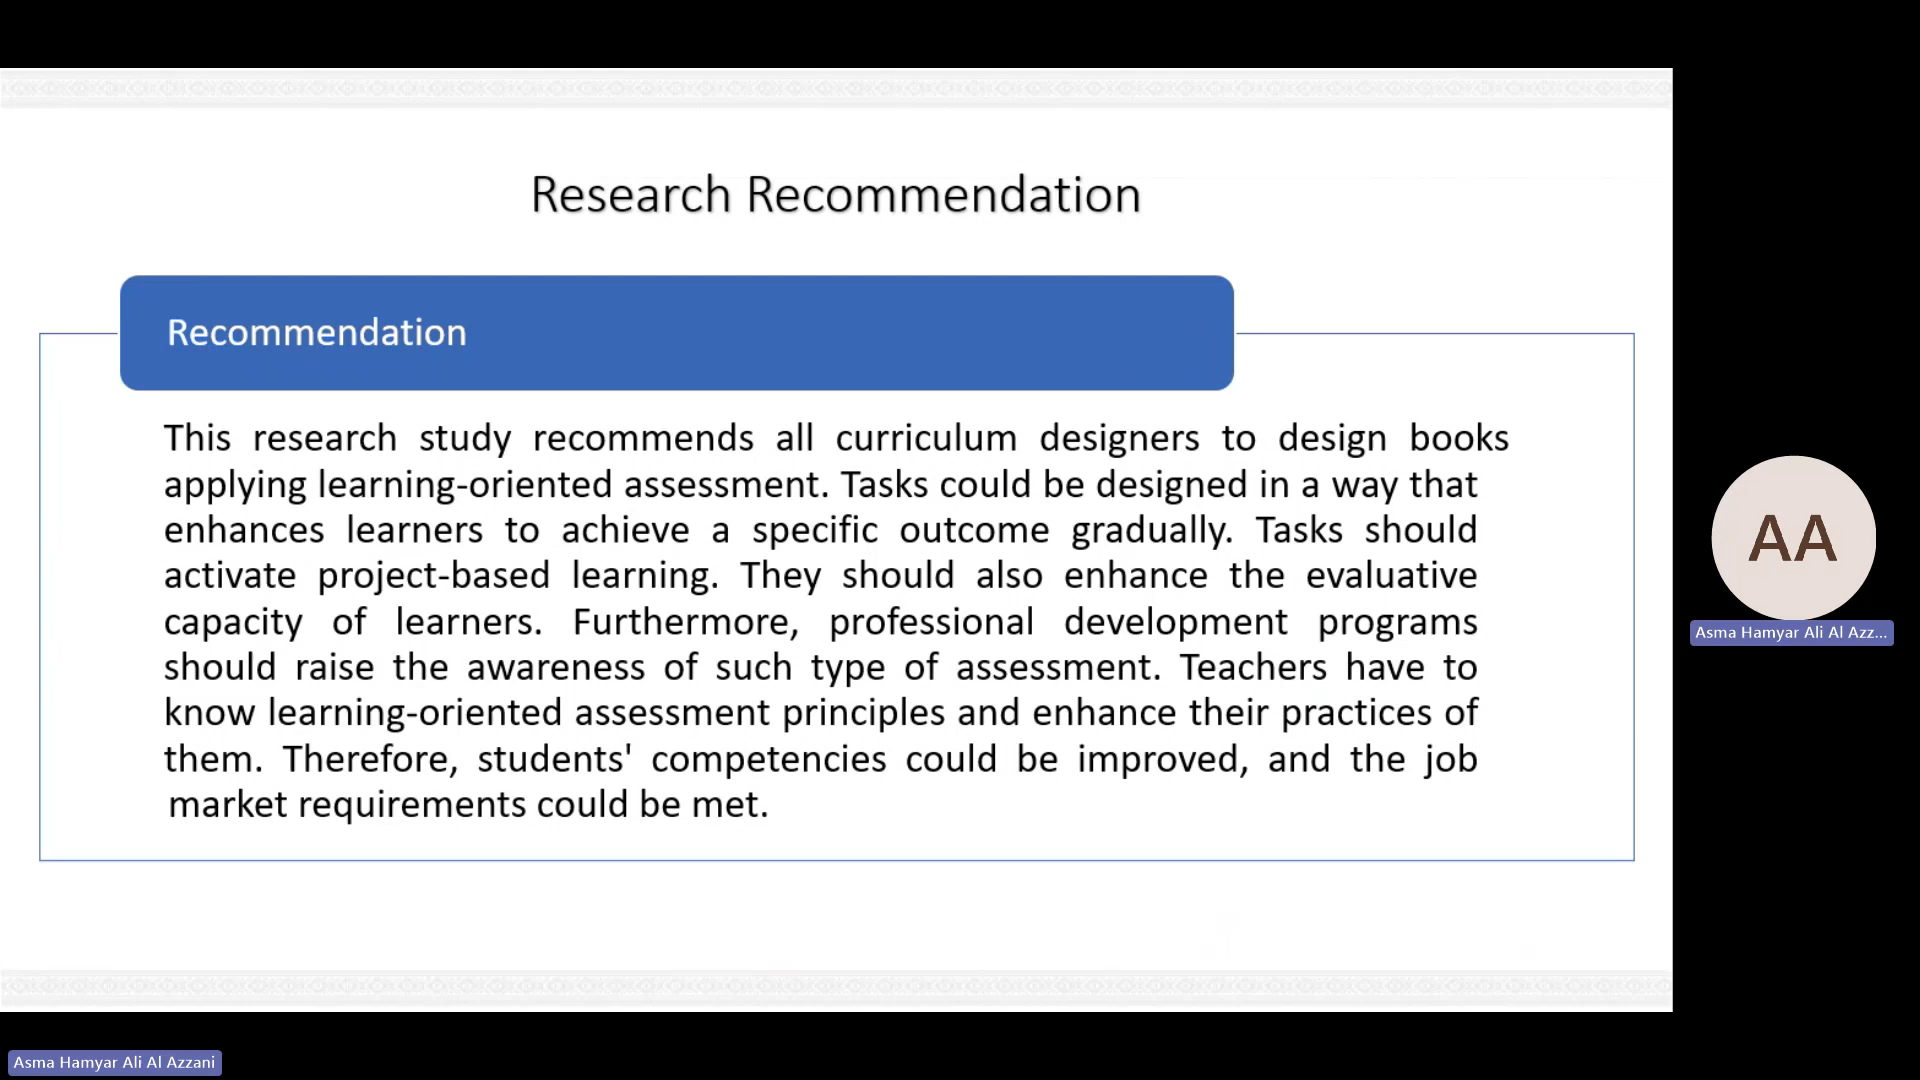 Research Recommendation
Recommendation
This research study recommends all curriculum designers to design books
applying learning-oriented assessment. Tasks could be designed in a way that
enhances learners to achieve a specific outcome gradually. Tasks should
activate project-based learning. They should also enhance the evaluative
capacity of learners. Furthermore, professional development programs
should raise the awareness of such type of assessment. Teachers have to
know learning-oriented assessment principles and enhance their practices of
them. Therefore, students' competencies could be improved, and the job
market requirements could be met.
AA
Asma Hamyar Ali Al Azz...
Asma Hamyar Ali Al Azzani